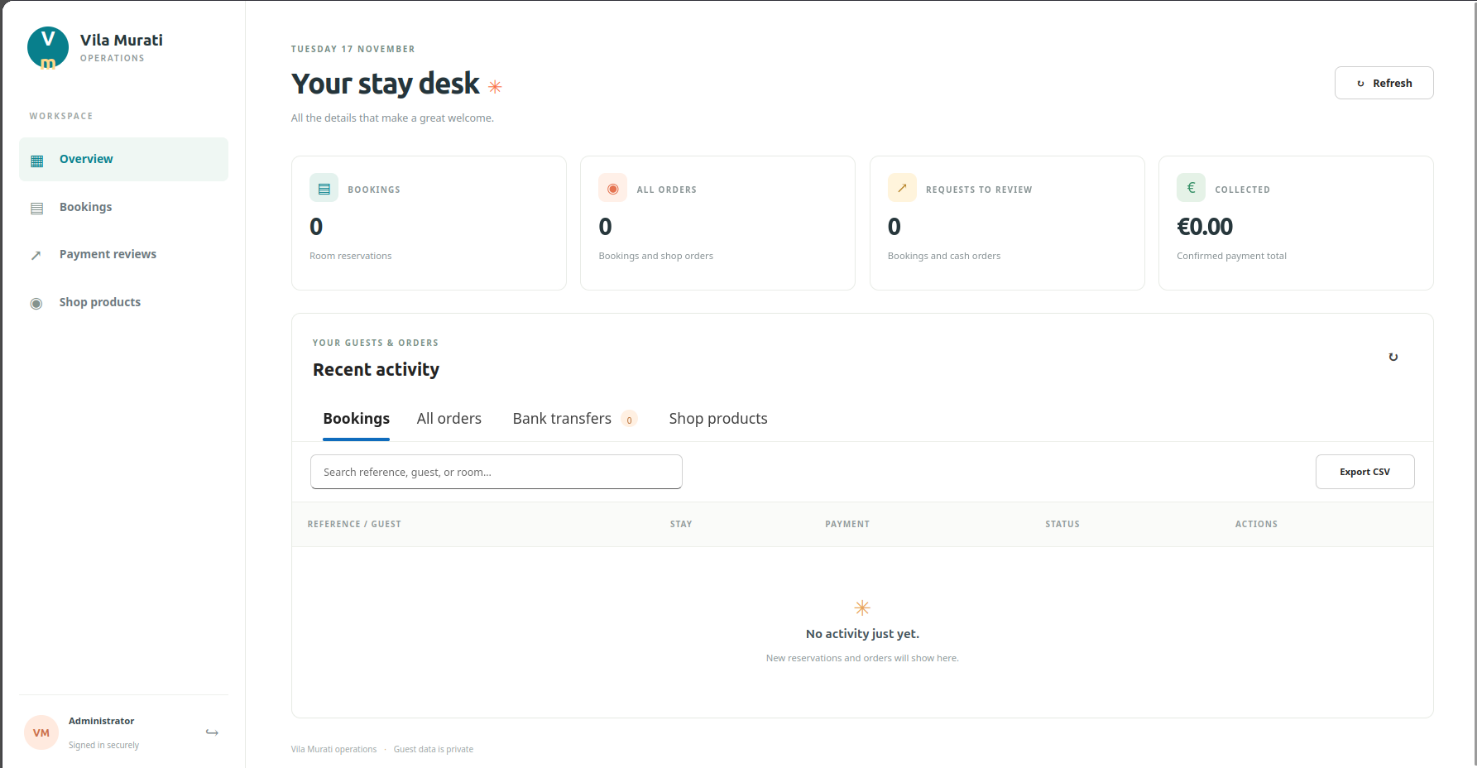 Vm
Vila Murati
OPERATIONS
WORKSPACE
Overview
Bookings
Payment reviews
Shop products
VM
Administrator
Signed in securely
TUESDAY 17 NOVEMBER
Your stay desk
All the details that make a great welcome.
Refresh
BOOKINGS
0
Room reservations
ALL ORDERS
0
Bookings and shop orders
REQUESTS TO REVIEW
0
Bookings and cash orders
€ COLLECTED
€0.00
Confirmed payment total
YOUR GUESTS & ORDERS
Recent activity
Bookings All orders Bank transfers 0 Shop products
Search reference, guest, or room...
Export CSV
REFERENCE / GUEST STAY PAYMENT STATUS ACTIONS
No activity just yet.
New reservations and orders will show here.
Vila Murati operations · Guest data is private